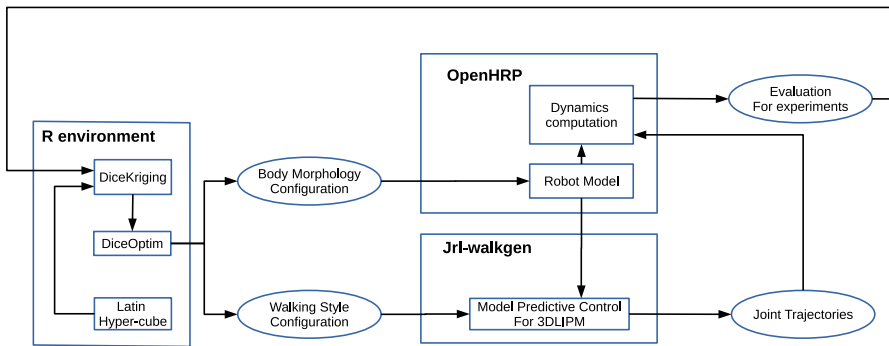 R environment
DiceKriging
DiceOptim
Latin
Hyper-cube
Body Morphology
Configuration
Walking Style
Configuration
OpenHRP
Dynamics
computation
Robot Model
Jrl-walkgen
Model Predictive Control
For 3DLIPM
Evaluation
For experiments
Joint Trajectories